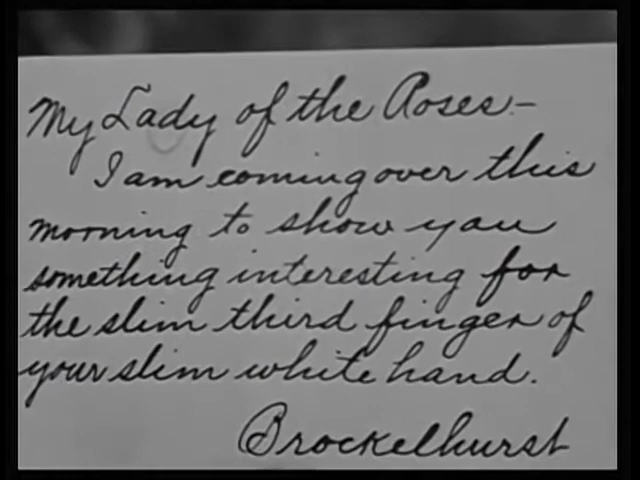 My Lady of the Roses—
I am coming over this
morning to show you
something interesting for
the slim third finger of
your slim white hand.
Brockelhurst